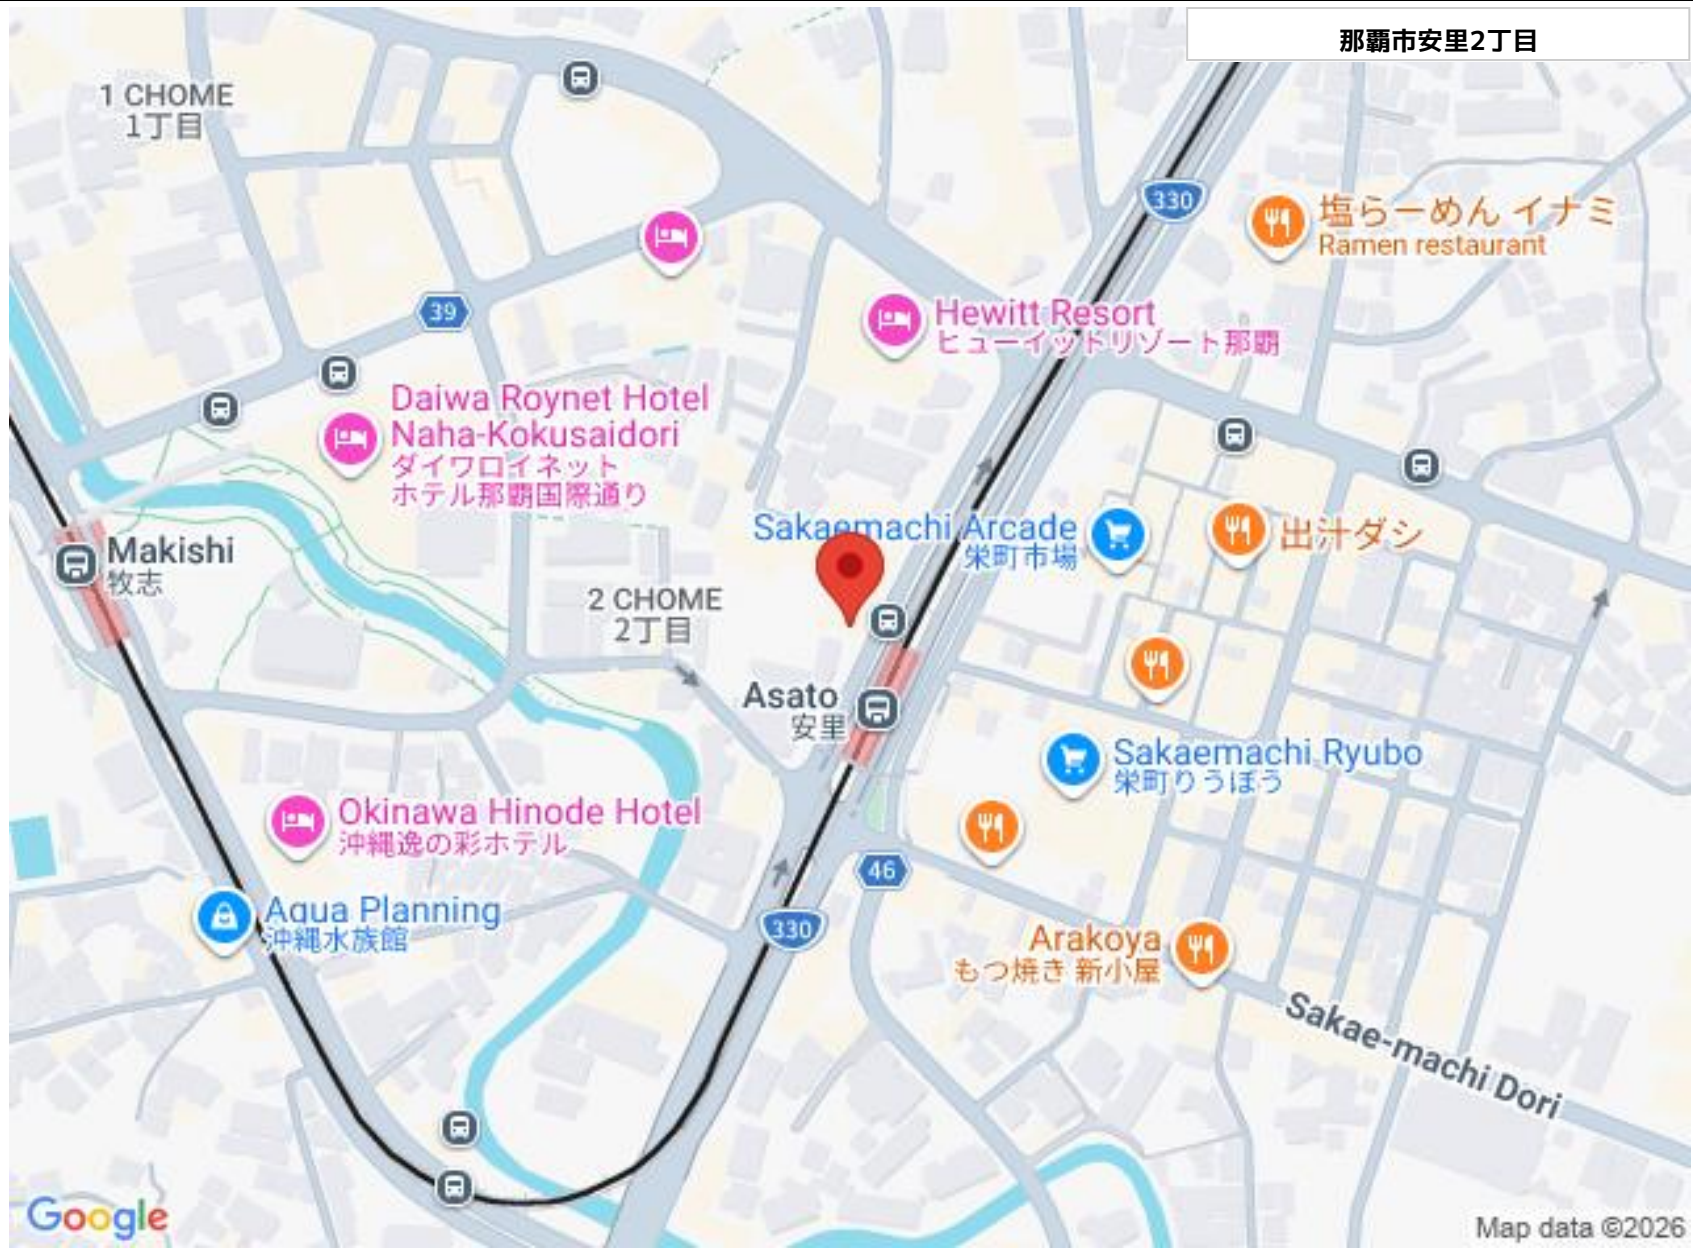 那覇市安里2丁目
1 CHOME
1丁目
330
塩らーめん イナミ
Ramen restaurant
39
Hewitt Resort
ヒューイットリゾート那覇
Daiwa Roynet Hotel
Naha-Kokusaidori
ダイワロイネット
ホテル那覇国際通り
Sakaemachi Arcade
栄町市場
出汁ダシ
Makishi
牧志
2 CHOME
2丁目
Asato
安里
Sakaemachi Ryubo
栄町りうぼう
Okinawa Hinode Hotel
沖縄逸の彩ホテル
46
Aqua Planning
沖縄水族館
330
Arakoya
もつ焼き 新小屋
Sakae-machi Dori
Google
Map data ©2026